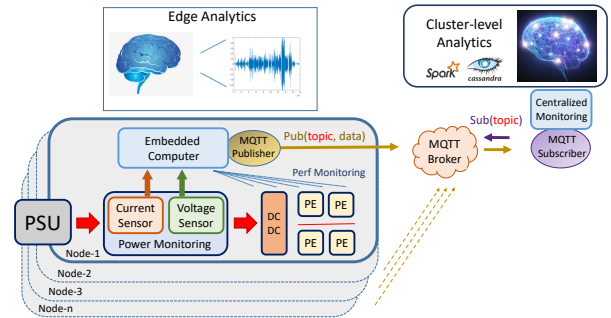 Edge Analytics
Cluster-level
Analytics
Spark
cassandra
Centralized
Monitoring
Embedded
Computer
MQTT
Publisher
Pub(topic, data)
MQTT
Broker
Sub(topic)
MQTT
Subscriber
Perf Monitoring
PSU
Current
Sensor
Voltage
Sensor
Power Monitoring
DC
DC
PE PE
PE PE
Node-1
Node-2
Node-3
Node-n